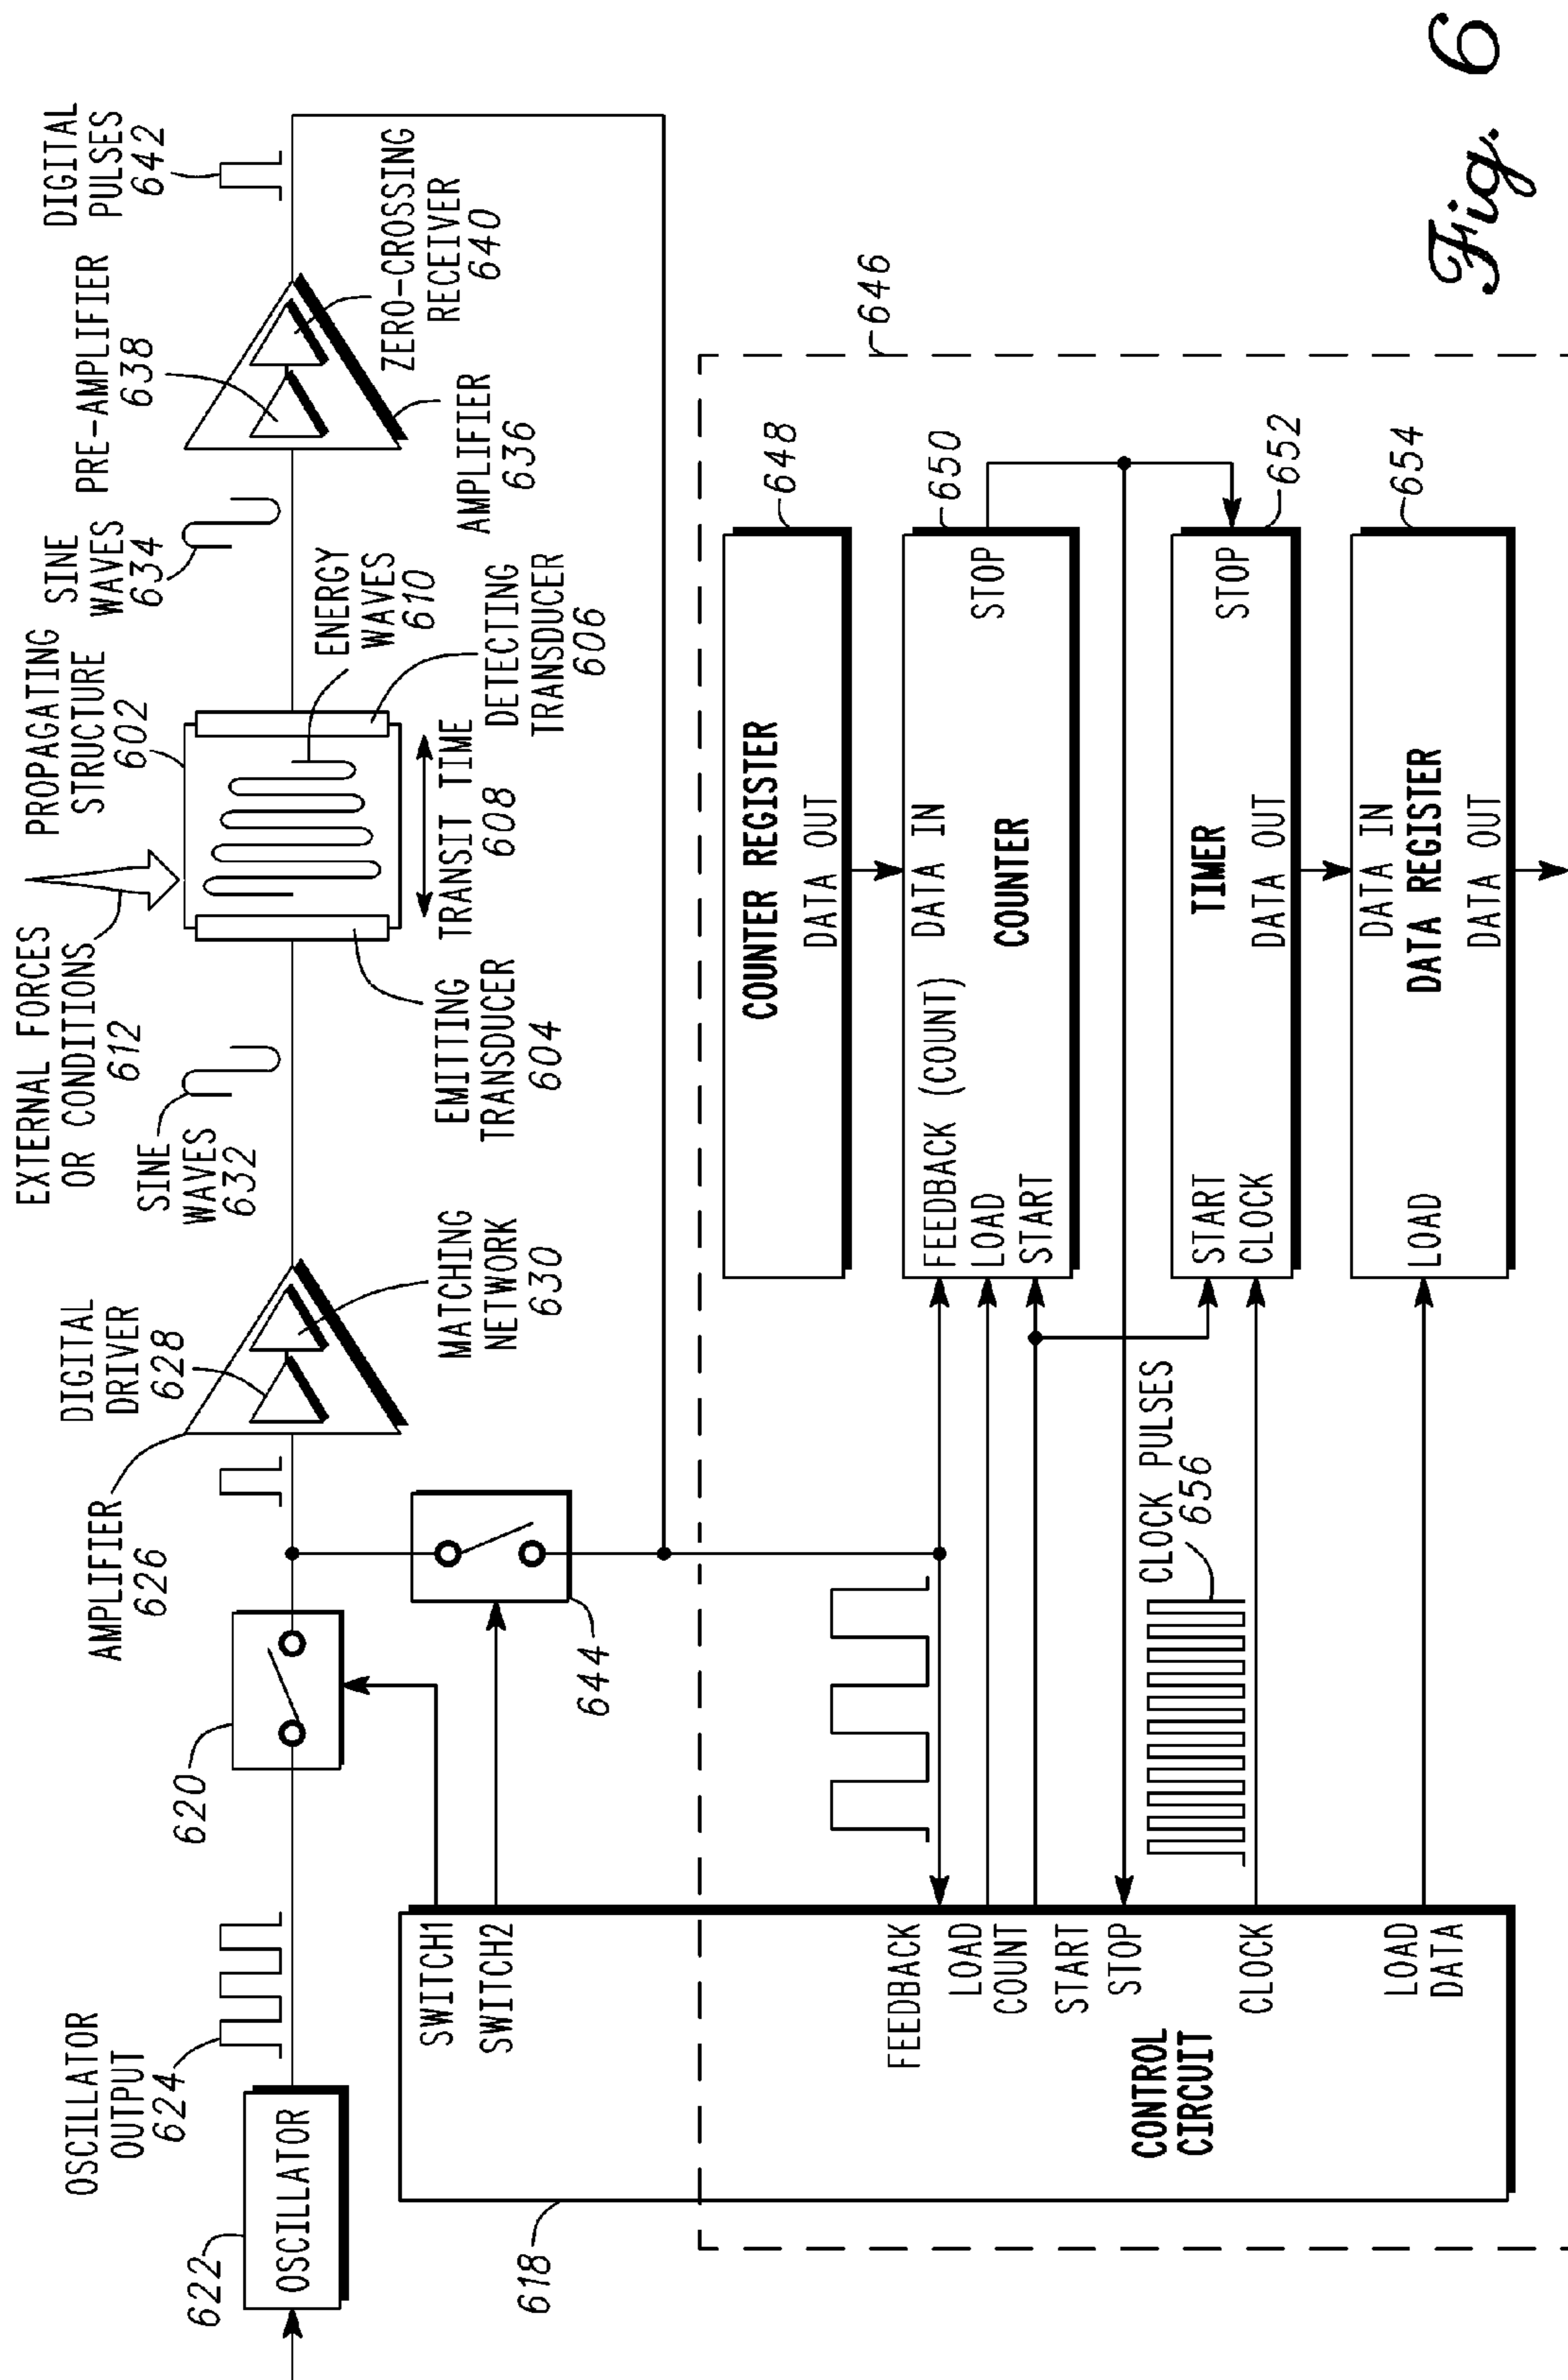 EXTERNAL FORCES
OR CONDITIONS
612
PROPAGATING
STRUCTURE
602
SINE
WAVES
634
PRE-AMPLIFIER
638
DIGITAL
PULSES
642
OSCILLATOR
OUTPUT
624
AMPLIFIER
626
DIGITAL
DRIVER
628
SINE
WAVES
632
622
OSCILLATOR
620
MATCHING
NETWORK
630
EMITTING
TRANSDUCER
604
TRANSIT TIME
608
ENERGY
WAVES
610
DETECTING
TRANSDUCER
606
AMPLIFIER
636
ZERO-CROSSING
RECEIVER
640
644
618
SWITCH1
SWITCH2
FEEDBACK
LOAD
COUNT
START
STOP
CLOCK
LOAD
DATA
CONTROL
CIRCUIT
646
COUNTER REGISTER
DATA OUT
648
FEEDBACK (COUNT)
DATA IN
LOAD
START
COUNTER
STOP
650
CLOCK PULSES
656
START
CLOCK
TIMER
DATA OUT
STOP
652
LOAD
DATA IN
DATA REGISTER
DATA OUT
654
Fig. 6